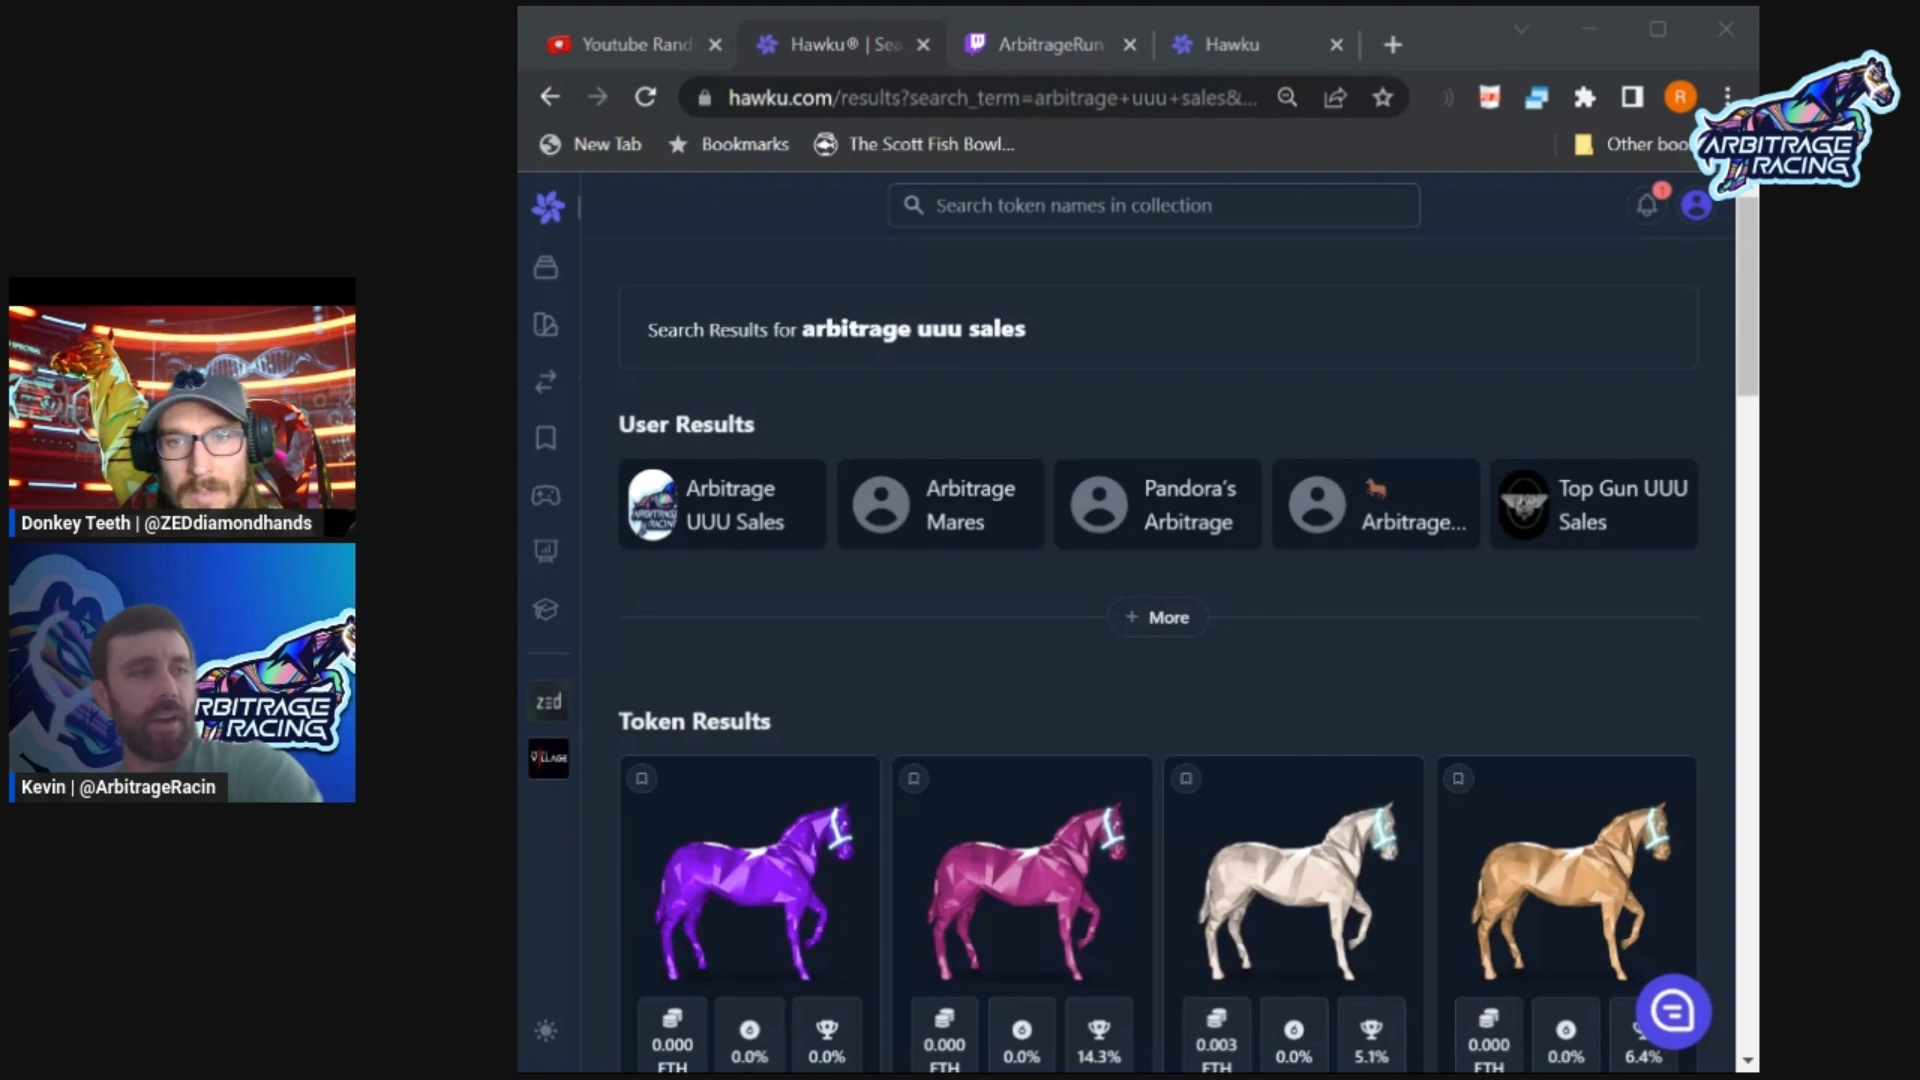 Youtube Rand
Hawku® | Sea
ArbitrageRun
Hawku
hawku.com/results?search_term=arbitrage+uuu+sales&...
R
New Tab
Bookmarks
The Scott Fish Bowl...
Other boo
ARBITRAGE
RACING
Search token names in collection
1
Search Results for arbitrage uuu sales
User Results
Arbitrage
UUU Sales
Arbitrage
Mares
Pandora's
Arbitrage
Arbitrage...
Top Gun UUU
Sales
+ More
Token Results
zed
VILLAGE
0.000
ETH
0.0%
0.0%
0.000
ETH
0.0%
14.3%
0.003
ETH
0.0%
5.1%
0.000
ETH
0.0%
6.4%
Donkey Teeth | @ZEDdiamondhands
RBITRAGE
RACING
Kevin | @ArbitrageRacin